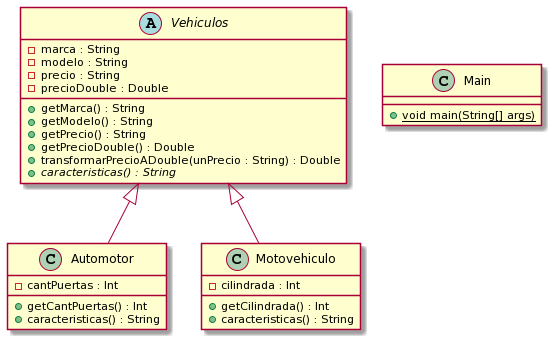 A Vehiculos
marca : String
modelo : String
precio : String
precioDouble : Double
getMarca() : String
getModelo() : String
getPrecio() : String
getPrecioDouble() : Double
transformarPrecioADouble(unPrecio : String) : Double
caracteristicas() : String
C Main
void main(String[] args)
C Automotor
cantPuertas : Int
getCantPuertas() : Int
caracteristicas() : String
C Motovehiculo
cilindrada : Int
getCilindrada() : Int
caracteristicas() : String